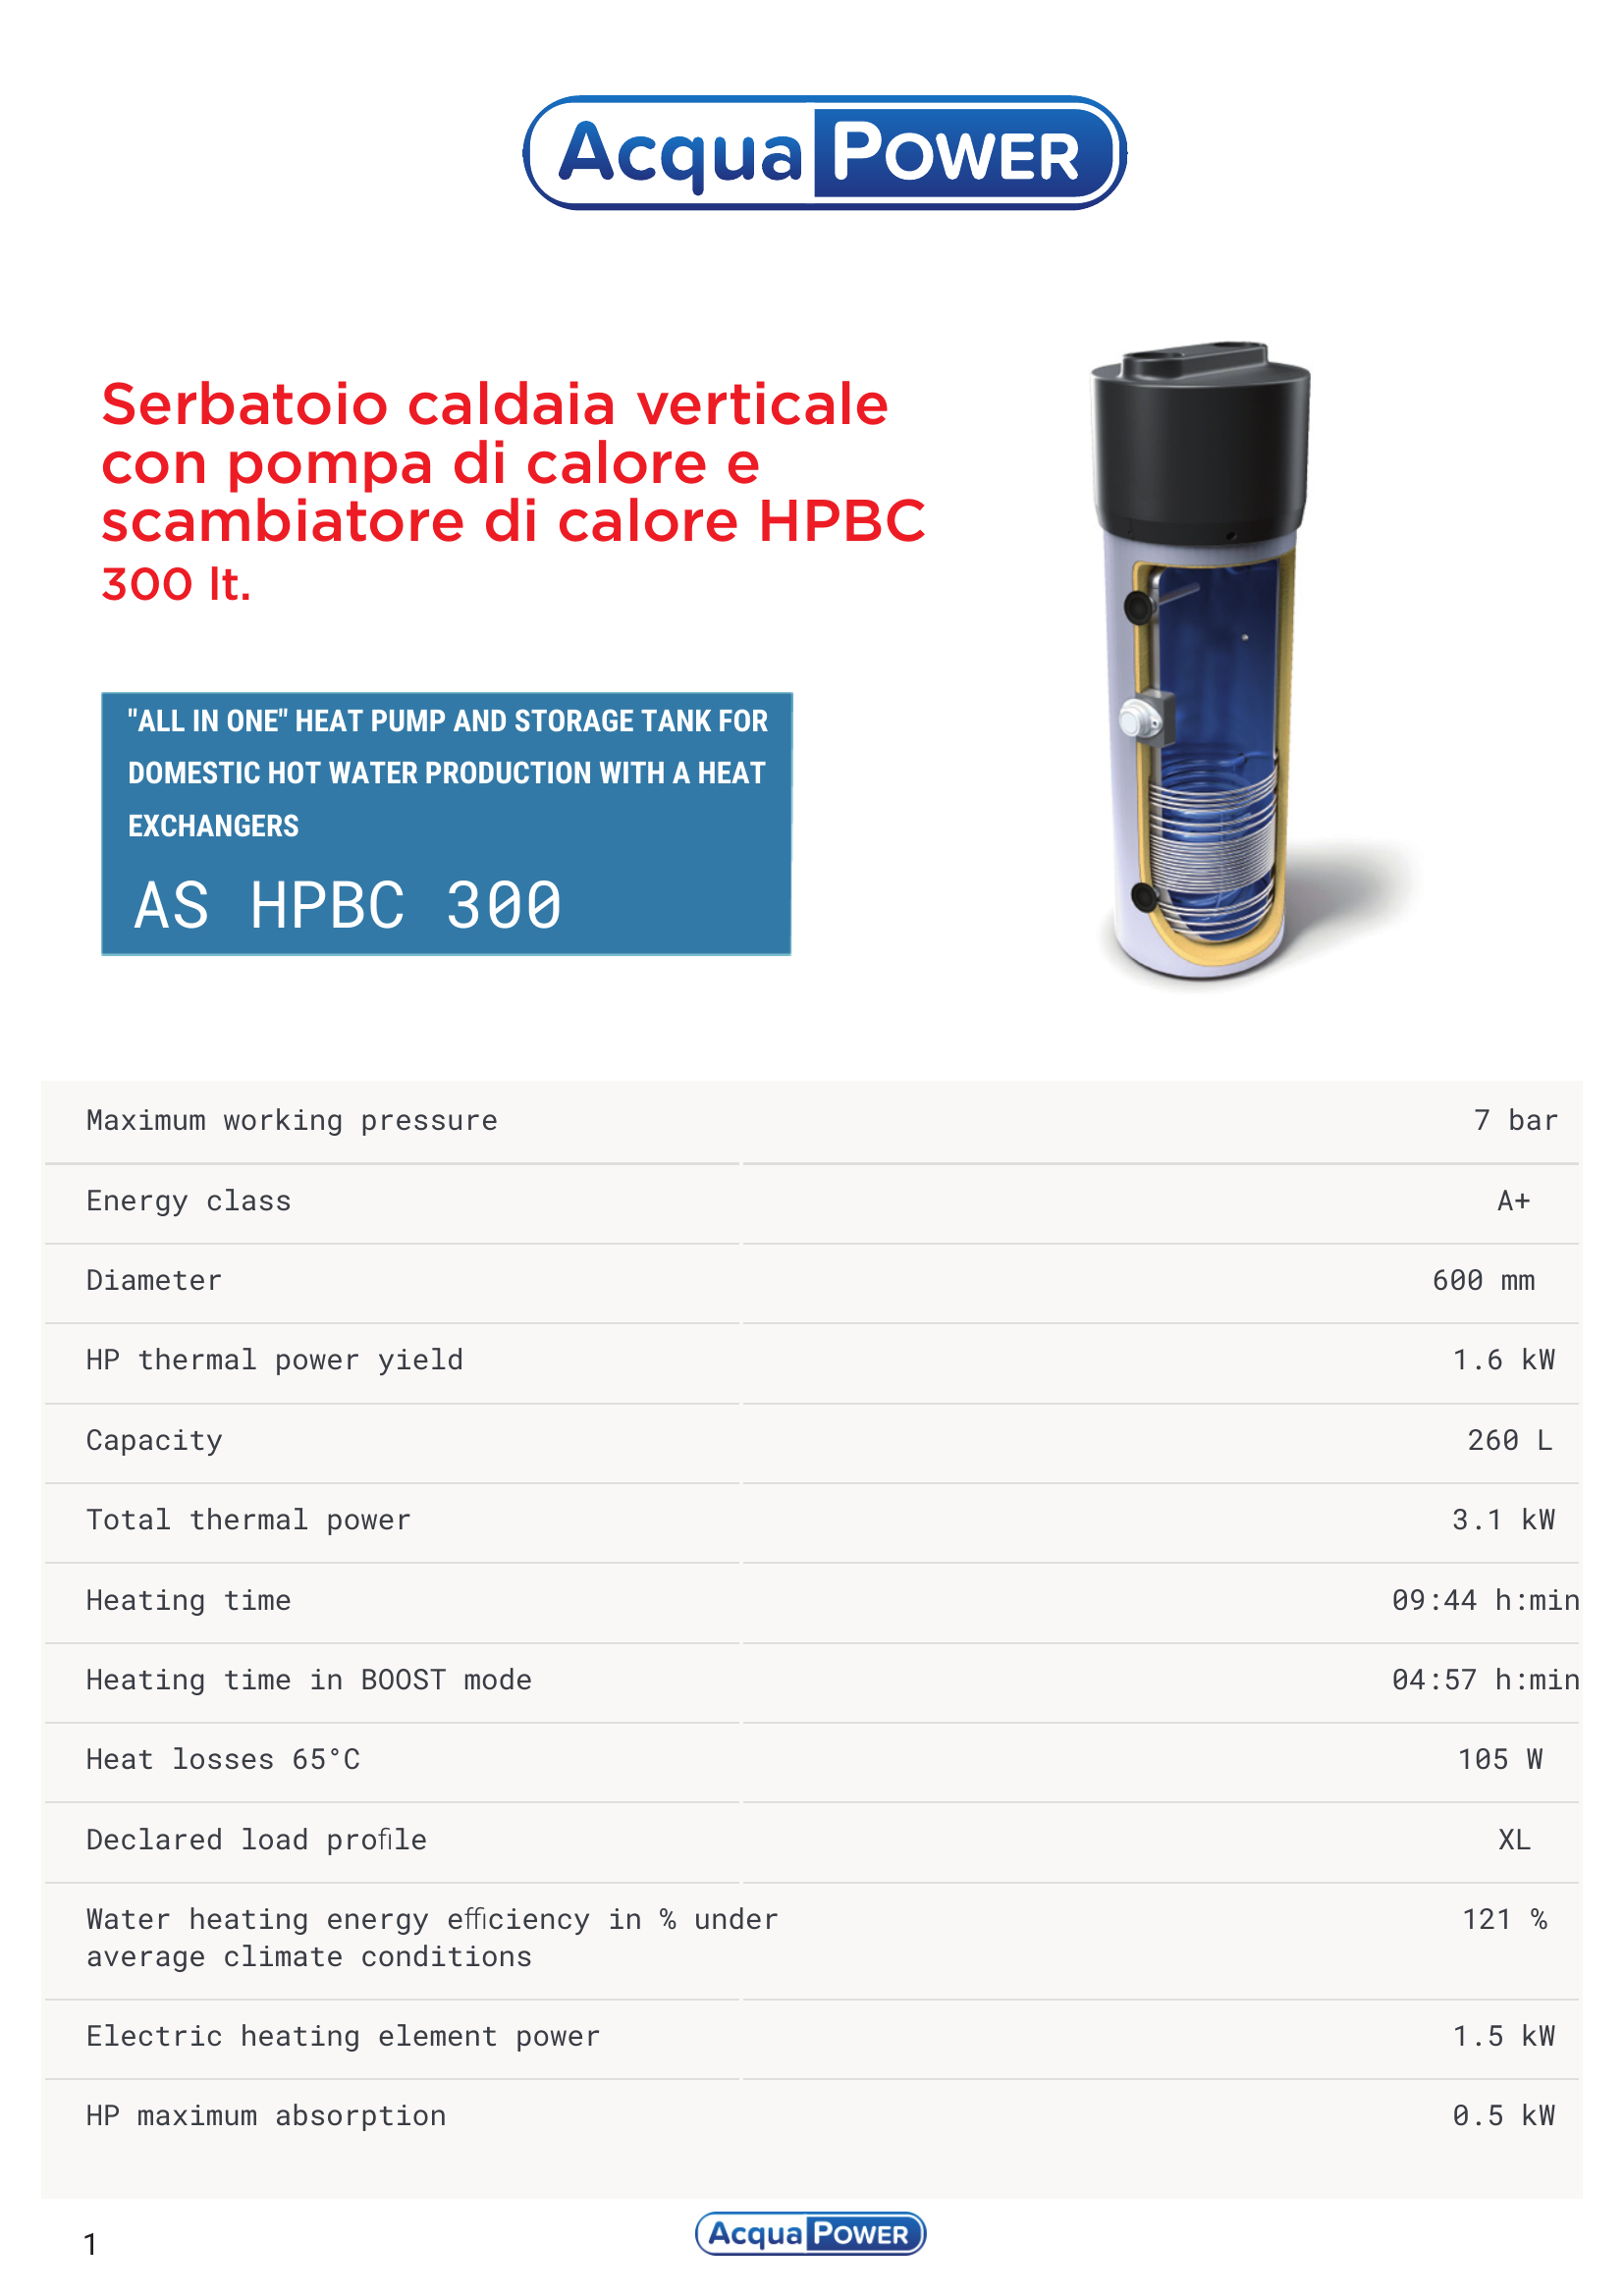 Acqua POWER
Serbatoio caldaia verticale
con pompa di calore e
scambiatore di calore HPBC
300 lt.
"ALL IN ONE" HEAT PUMP AND STORAGE TANK FOR
DOMESTIC HOT WATER PRODUCTION WITH A HEAT
EXCHANGERS
AS HPBC 300
Maximum working pressure 7 bar
Energy class A+
Diameter 600 mm
HP thermal power yield 1.6 kW
Capacity 260 L
Total thermal power 3.1 kW
Heating time 09:44 h:min
Heating time in BOOST mode 04:57 h:min
Heat losses 65°C 105 W
Declared load profile XL
Water heating energy efficiency in % under 121 %
average climate conditions
Electric heating element power 1.5 kW
HP maximum absorption 0.5 kW
1
Acqua POWER